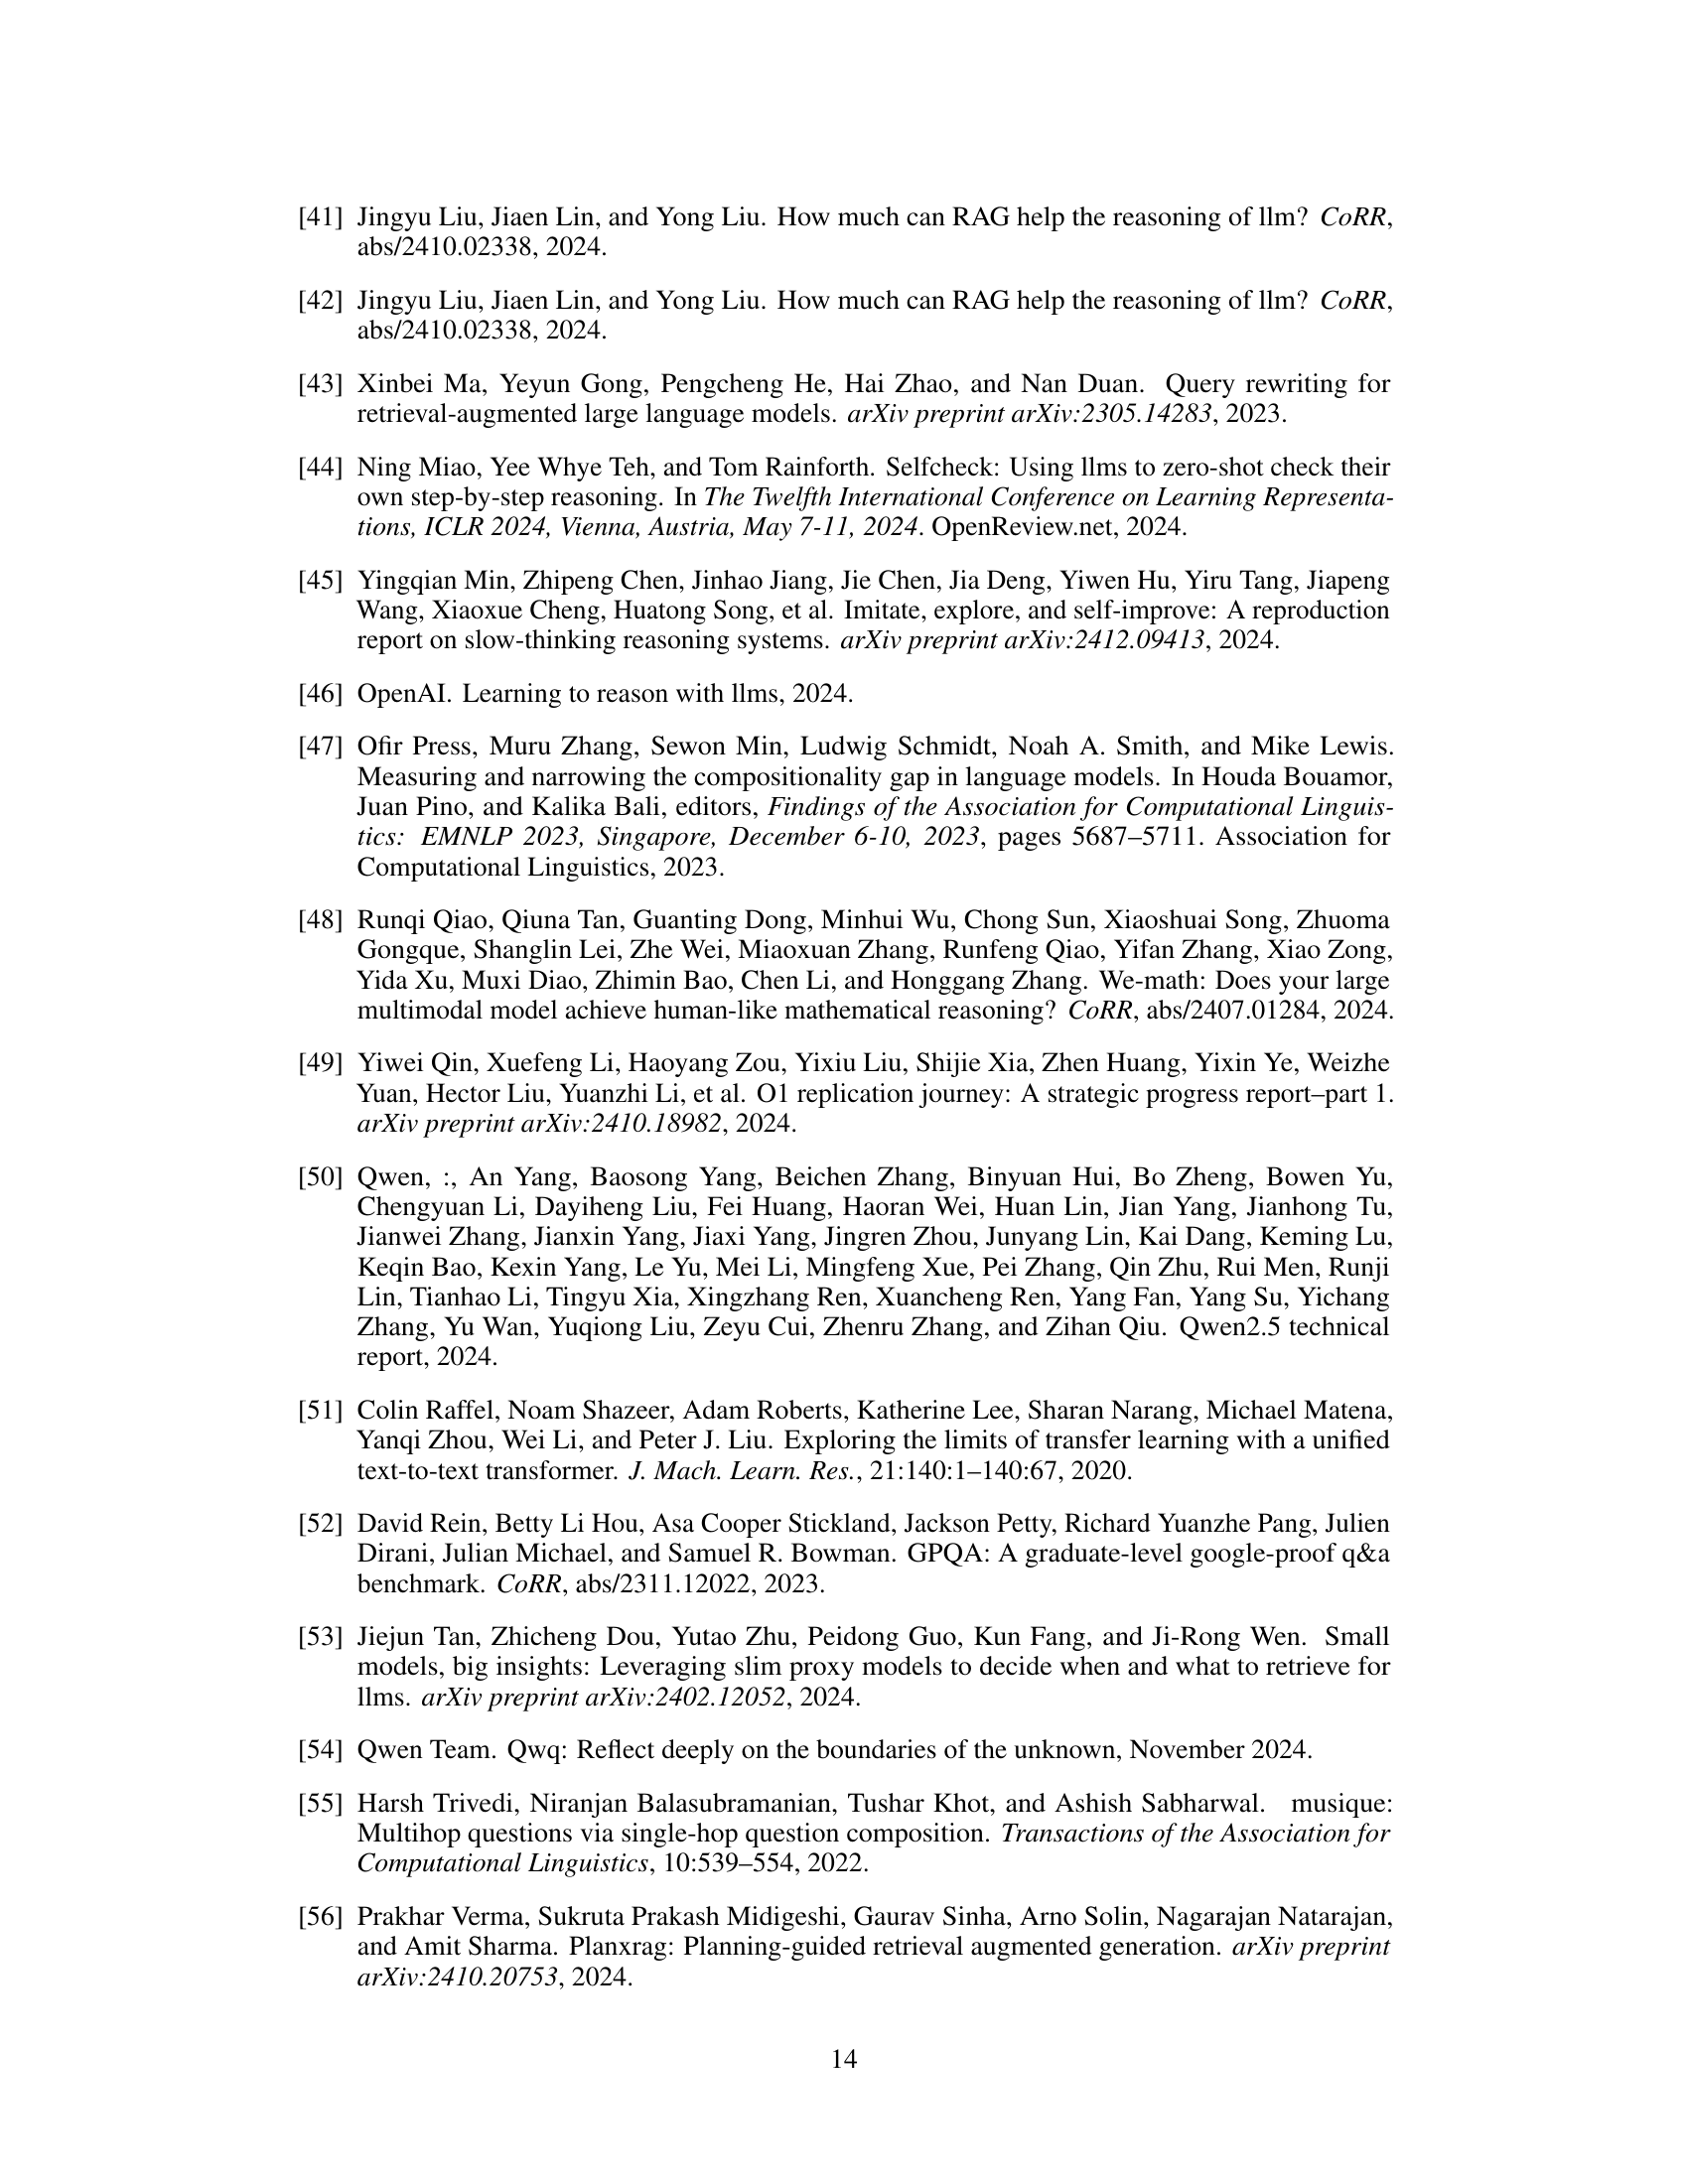 [41] Jingyu Liu, Jiaen Lin, and Yong Liu. How much can RAG help the reasoning of llm? CoRR,
abs/2410.02338, 2024.
[42] Jingyu Liu, Jiaen Lin, and Yong Liu. How much can RAG help the reasoning of llm? CoRR,
abs/2410.02338, 2024.
[43] Xinbei Ma, Yeyun Gong, Pengcheng He, Hai Zhao, and Nan Duan. Query rewriting for
retrieval-augmented large language models. arXiv preprint arXiv:2305.14283, 2023.
[44] Ning Miao, Yee Whye Teh, and Tom Rainforth. Selfcheck: Using llms to zero-shot check their
own step-by-step reasoning. In The Twelfth International Conference on Learning Representa-
tions, ICLR 2024, Vienna, Austria, May 7-11, 2024. OpenReview.net, 2024.
[45] Yingqian Min, Zhipeng Chen, Jinhao Jiang, Jie Chen, Jia Deng, Yiwen Hu, Yiru Tang, Jiapeng
Wang, Xiaoxue Cheng, Huatong Song, et al. Imitate, explore, and self-improve: A reproduction
report on slow-thinking reasoning systems. arXiv preprint arXiv:2412.09413, 2024.
[46] OpenAI. Learning to reason with llms, 2024.
[47] Ofir Press, Muru Zhang, Sewon Min, Ludwig Schmidt, Noah A. Smith, and Mike Lewis.
Measuring and narrowing the compositionality gap in language models. In Houda Bouamor,
Juan Pino, and Kalika Bali, editors, Findings of the Association for Computational Linguis-
tics: EMNLP 2023, Singapore, December 6-10, 2023, pages 5687–5711. Association for
Computational Linguistics, 2023.
[48] Runqi Qiao, Qiuna Tan, Guanting Dong, Minhui Wu, Chong Sun, Xiaoshuai Song, Zhuoma
Gongque, Shanglin Lei, Zhe Wei, Miaoxuan Zhang, Runfeng Qiao, Yifan Zhang, Xiao Zong,
Yida Xu, Muxi Diao, Zhimin Bao, Chen Li, and Honggang Zhang. We-math: Does your large
multimodal model achieve human-like mathematical reasoning? CoRR, abs/2407.01284, 2024.
[49] Yiwei Qin, Xuefeng Li, Haoyang Zou, Yixiu Liu, Shijie Xia, Zhen Huang, Yixin Ye, Weizhe
Yuan, Hector Liu, Yuanzhi Li, et al. O1 replication journey: A strategic progress report–part 1.
arXiv preprint arXiv:2410.18982, 2024.
[50] Qwen, :, An Yang, Baosong Yang, Beichen Zhang, Binyuan Hui, Bo Zheng, Bowen Yu,
Chengyuan Li, Dayiheng Liu, Fei Huang, Haoran Wei, Huan Lin, Jian Yang, Jianhong Tu,
Jianwei Zhang, Jianxin Yang, Jiaxi Yang, Jingren Zhou, Junyang Lin, Kai Dang, Keming Lu,
Keqin Bao, Kexin Yang, Le Yu, Mei Li, Mingfeng Xue, Pei Zhang, Qin Zhu, Rui Men, Runji
Lin, Tianhao Li, Tingyu Xia, Xingzhang Ren, Xuancheng Ren, Yang Fan, Yang Su, Yichang
Zhang, Yu Wan, Yuqiong Liu, Zeyu Cui, Zhenru Zhang, and Zihan Qiu. Qwen2.5 technical
report, 2024.
[51] Colin Raffel, Noam Shazeer, Adam Roberts, Katherine Lee, Sharan Narang, Michael Matena,
Yanqi Zhou, Wei Li, and Peter J. Liu. Exploring the limits of transfer learning with a unified
text-to-text transformer. J. Mach. Learn. Res., 21:140:1–140:67, 2020.
[52] David Rein, Betty Li Hou, Asa Cooper Stickland, Jackson Petty, Richard Yuanzhe Pang, Julien
Dirani, Julian Michael, and Samuel R. Bowman. GPQA: A graduate-level google-proof q&a
benchmark. CoRR, abs/2311.12022, 2023.
[53] Jiejun Tan, Zhicheng Dou, Yutao Zhu, Peidong Guo, Kun Fang, and Ji-Rong Wen. Small
models, big insights: Leveraging slim proxy models to decide when and what to retrieve for
llms. arXiv preprint arXiv:2402.12052, 2024.
[54] Qwen Team. Qwq: Reflect deeply on the boundaries of the unknown, November 2024.
[55] Harsh Trivedi, Niranjan Balasubramanian, Tushar Khot, and Ashish Sabharwal. musique:
Multihop questions via single-hop question composition. Transactions of the Association for
Computational Linguistics, 10:539–554, 2022.
[56] Prakhar Verma, Sukruta Prakash Midigeshi, Gaurav Sinha, Arno Solin, Nagarajan Natarajan,
and Amit Sharma. Planxrag: Planning-guided retrieval augmented generation. arXiv preprint
arXiv:2410.20753, 2024.
14